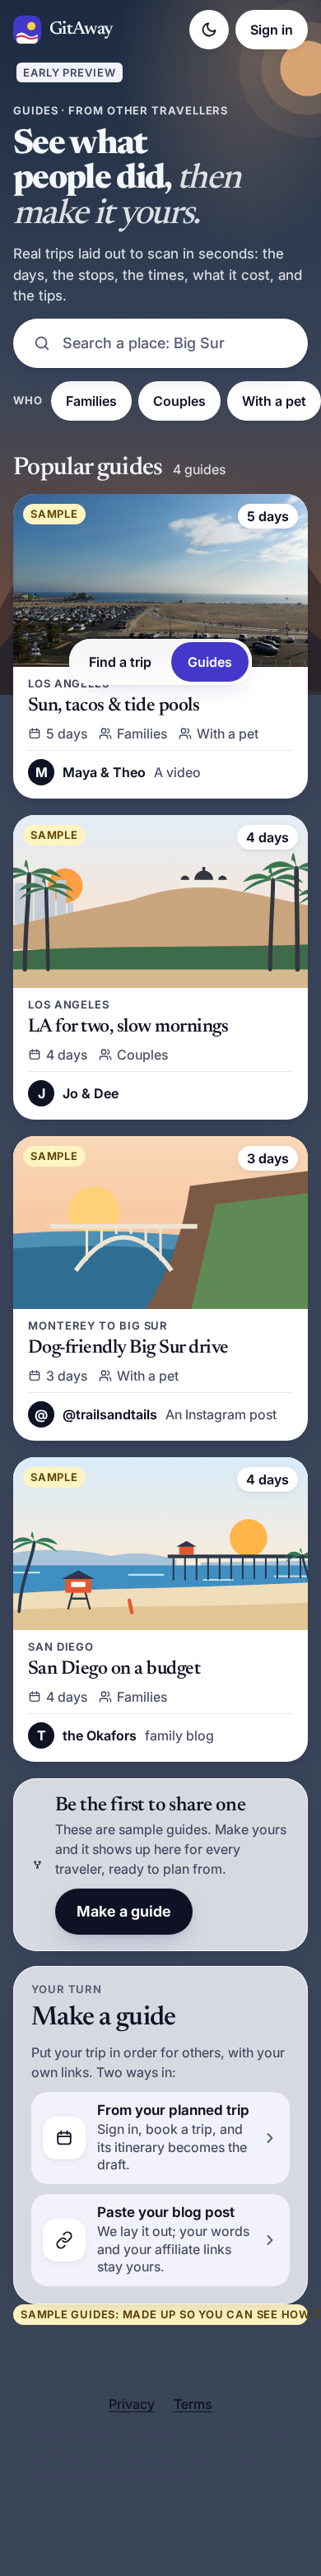 GitAway
Sign in
EARLY PREVIEW
GUIDES · FROM OTHER TRAVELLERS
See what
people did, then
make it yours.
Real trips laid out to scan in seconds: the
days, the stops, the times, what it cost, and
the tips.
Search a place: Big Sur
WHO
Families
Couples
With a pet
Popular guides
4 guides
SAMPLE
5 days
Find a trip
Guides
LOS ANGELES
Sun, tacos & tide pools
5 days
Families
With a pet
M
Maya & Theo
A video
SAMPLE
4 days
LOS ANGELES
LA for two, slow mornings
4 days
Couples
J
Jo & Dee
SAMPLE
3 days
MONTEREY TO BIG SUR
Dog-friendly Big Sur drive
3 days
With a pet
@
@trailsandtails
An Instagram post
SAMPLE
4 days
SAN DIEGO
San Diego on a budget
4 days
Families
T
the Okafors
family blog
Be the first to share one
These are sample guides. Make yours
and it shows up here for every
traveler, ready to plan from.
Make a guide
YOUR TURN
Make a guide
Put your trip in order for others, with your
own links. Two ways in:
From your planned trip
Sign in, book a trip, and
its itinerary becomes the
draft.
Paste your blog post
We lay it out; your words
and your affiliate links
stay yours.
SAMPLE GUIDES: MADE UP SO YOU CAN SEE HOW
Privacy
Terms